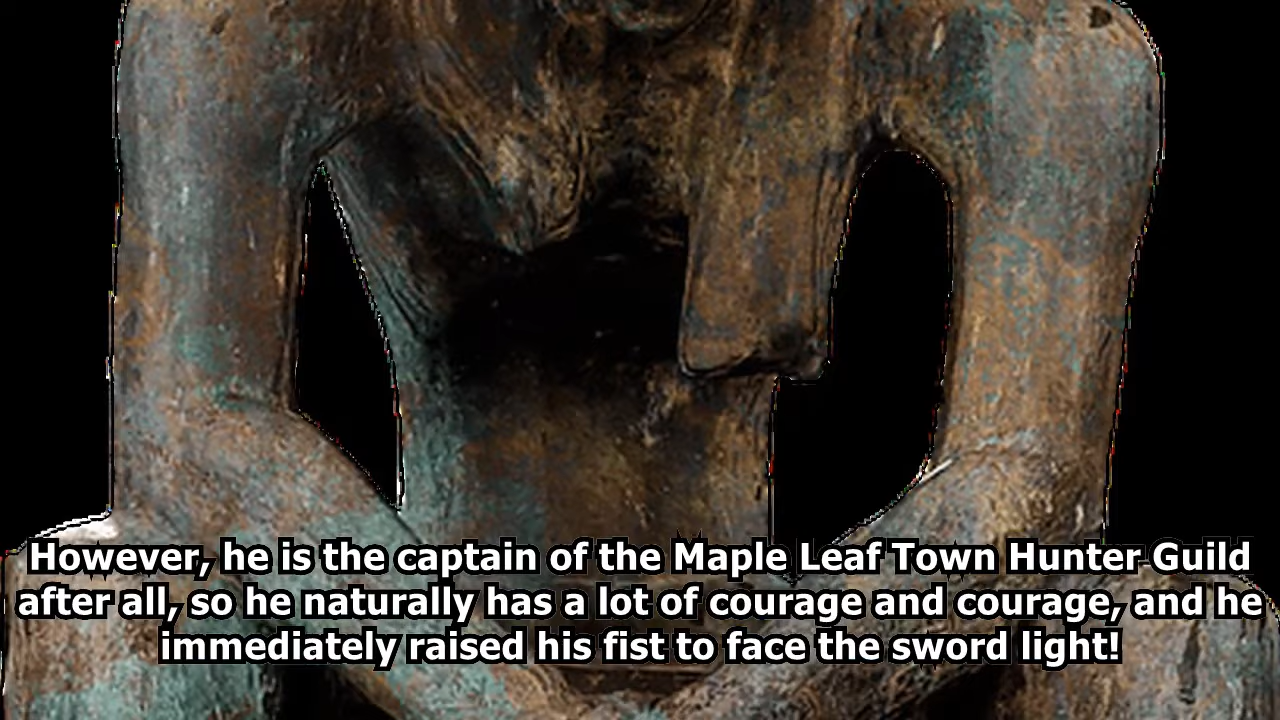 However, he is the captain of the Maple Leaf Town Hunter Guild
after all, so he naturally has a lot of courage and courage, and he
immediately raised his fist to face the sword light!